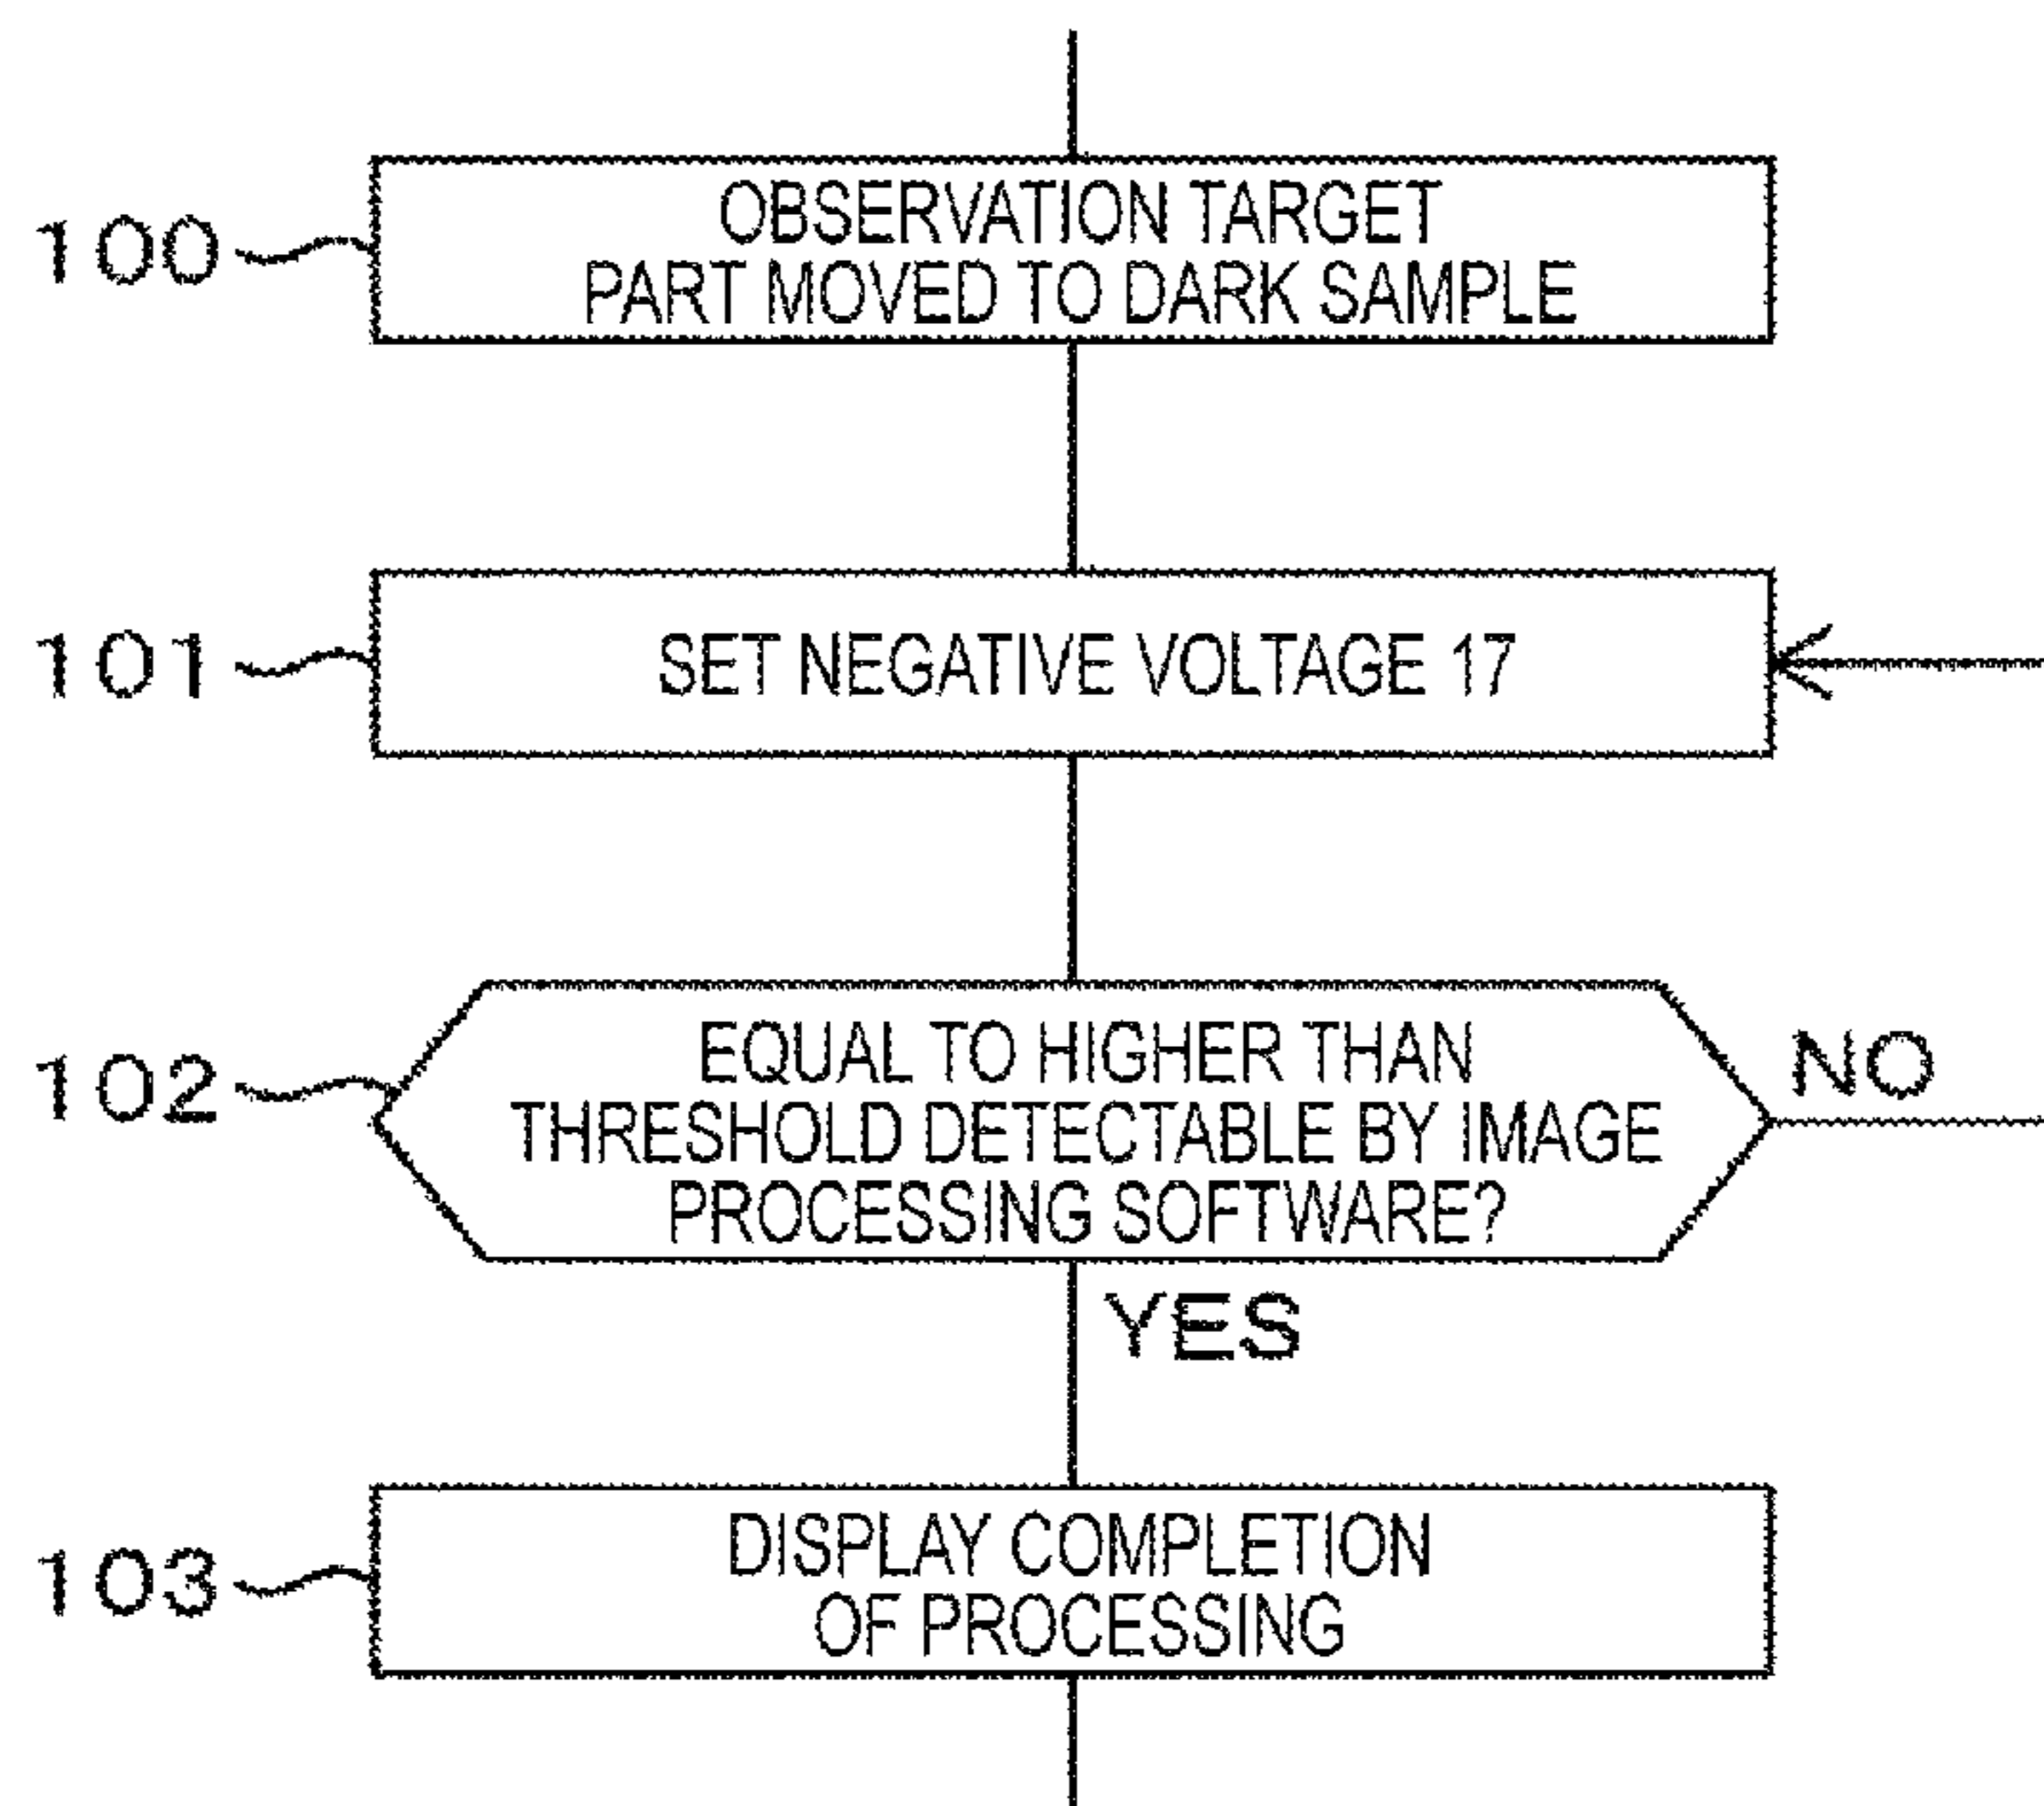 100
OBSERVATION TARGET
PART MOVED TO DARK SAMPLE
101
SET NEGATIVE VOLTAGE 17
102
EQUAL TO HIGHER THAN
THRESHOLD DETECTABLE BY IMAGE
PROCESSING SOFTWARE?
NO
YES
103
DISPLAY COMPLETION
OF PROCESSING